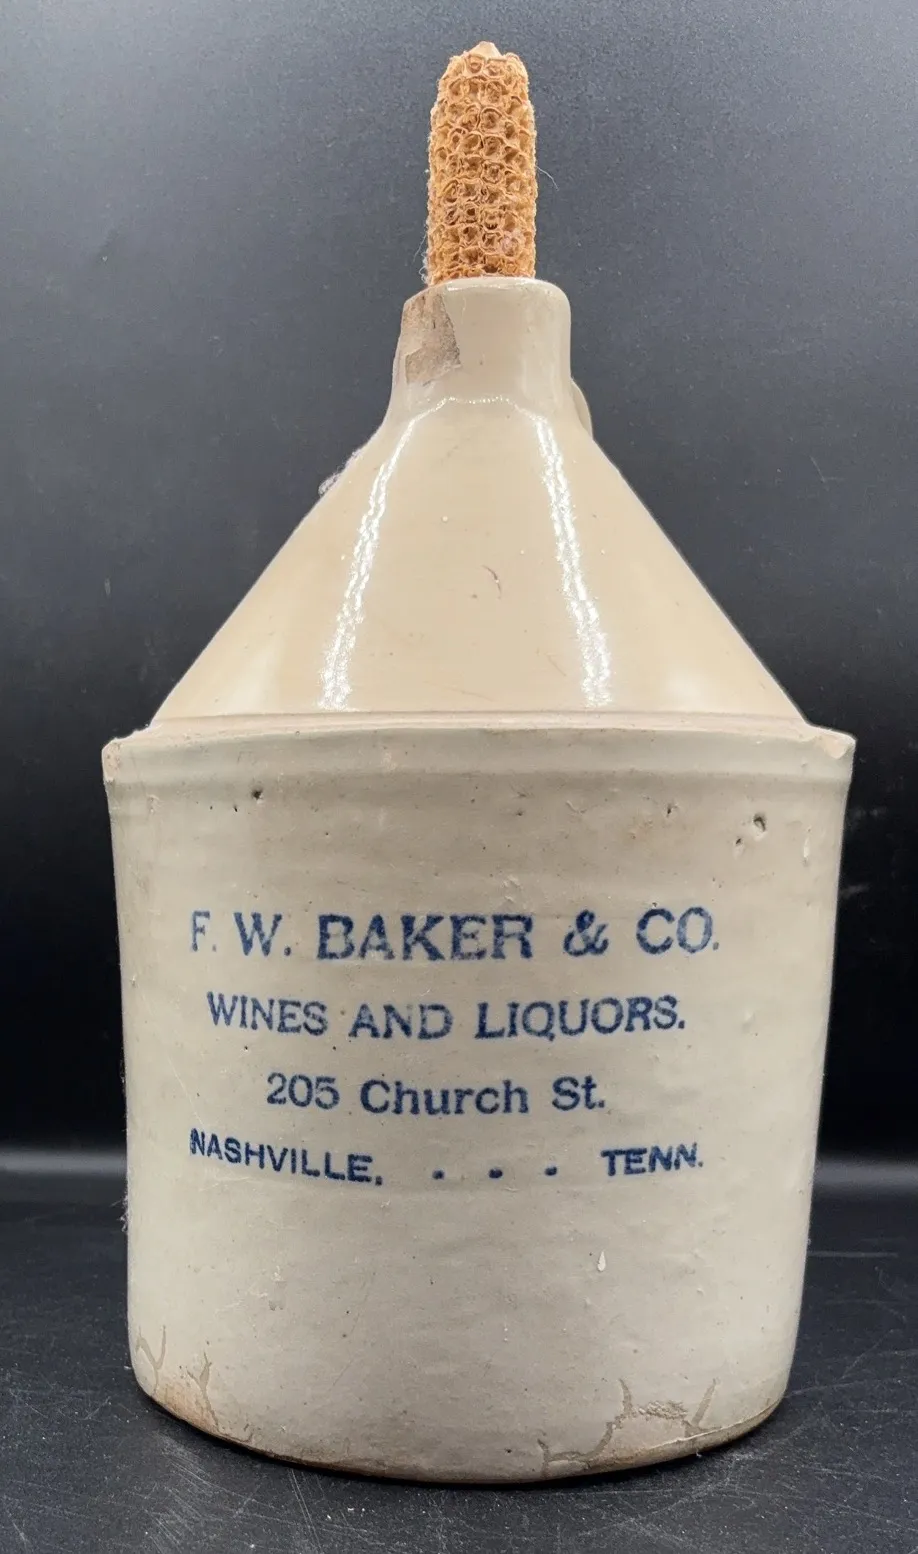 F. W. BAKER & CO.
WINES AND LIQUORS.
205 Church St.
NASHVILLE, . . . TENN.